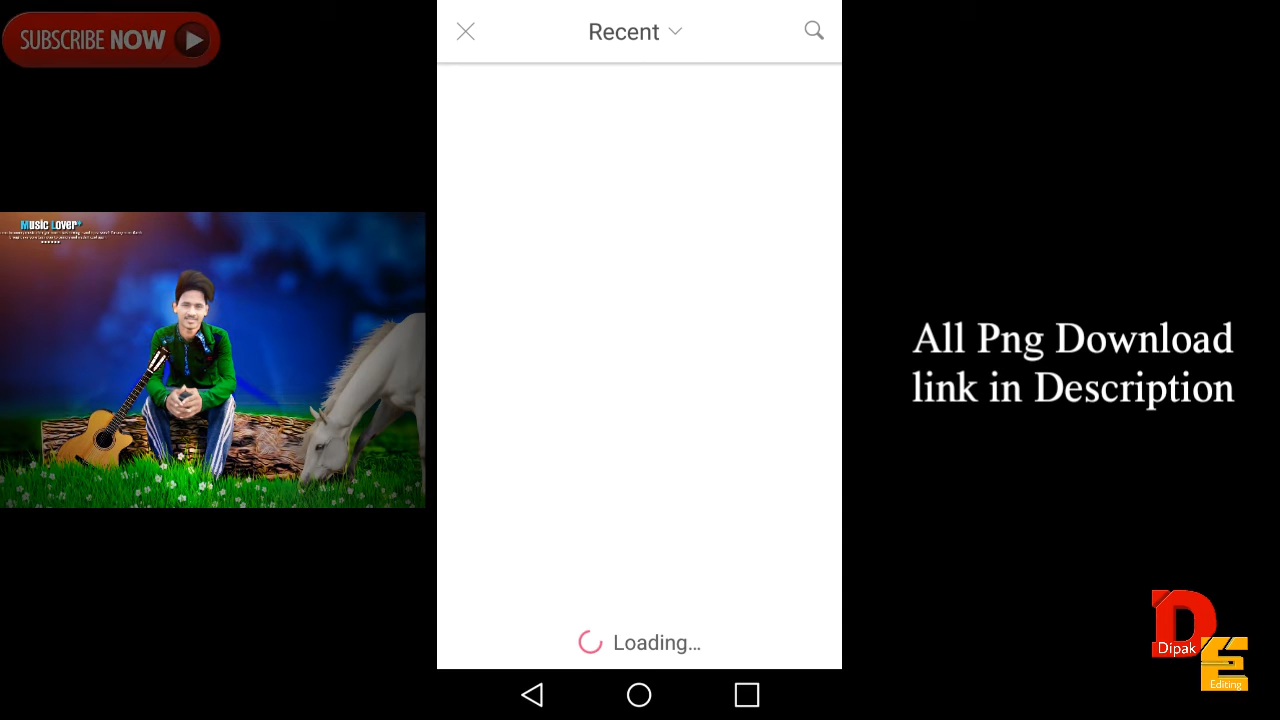 SUBSCRIBE NOW
Recent
Music Lover
Loading...
All Png Download
link in Description
D
Dipak
E
Editing